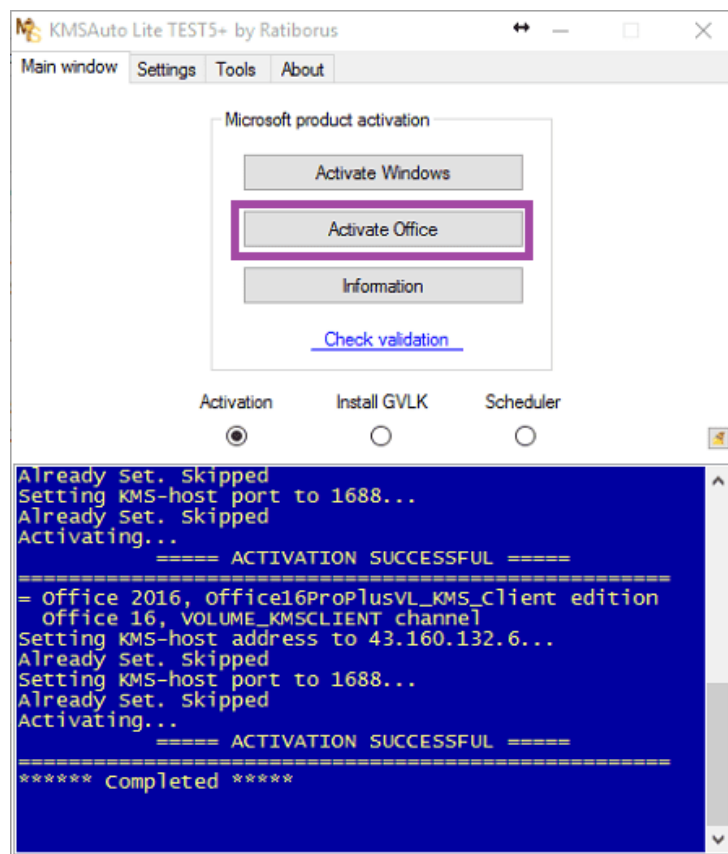 KMSAuto Lite TEST5+ by Ratiborus
Main window Settings Tools About
Microsoft product activation
Activate Windows
Activate Office
Information
Check validation
Activation Install GVLK Scheduler
Already Set. Skipped
Setting KMS-host port to 1688...
Already Set. Skipped
Activating...
===== ACTIVATION SUCCESSFUL =====
==================================================
= Office 2016, Office16ProPlusVL_KMS_Client edition
Office 16, VOLUME_KMSCLIENT channel
Setting KMS-host address to 43.160.132.6...
Already Set. Skipped
Setting KMS-host port to 1688...
Already Set. Skipped
Activating...
===== ACTIVATION SUCCESSFUL =====
==================================================
****** Completed *****